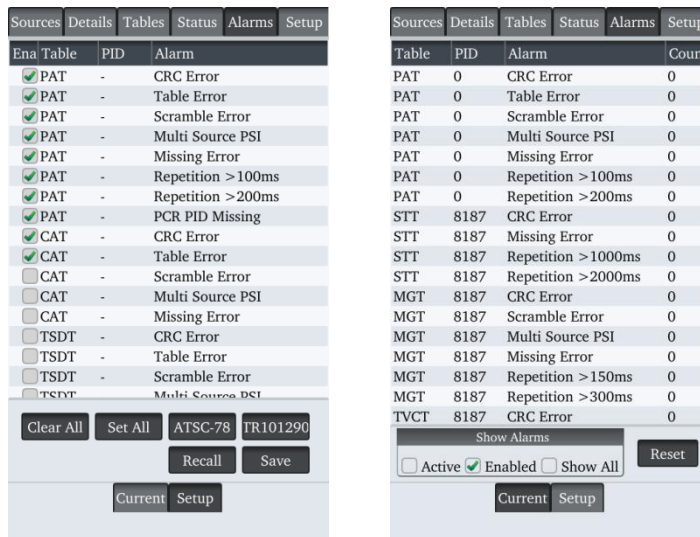 Sources Details Tables Status Alarms Setup
Ena Table PID Alarm
PAT - CRC Error
PAT - Table Error
PAT - Scramble Error
PAT - Multi Source PSI
PAT - Missing Error
PAT - Repetition >100ms
PAT - Repetition >200ms
PAT - PCR PID Missing
CAT - CRC Error
CAT - Table Error
CAT - Scramble Error
CAT - Multi Source PSI
CAT - Missing Error
TSDT - CRC Error
TSDT - Table Error
TSDT - Scramble Error
TSDT Multi Source PSI
Clear All Set All ATSC-78 TR101290
Recall Save
Current Setup
Sources Details Tables Status Alarms Setup
Table PID Alarm Coun
PAT 0 CRC Error 0
PAT 0 Table Error 0
PAT 0 Scramble Error 0
PAT 0 Multi Source PSI 0
PAT 0 Missing Error 0
PAT 0 Repetition >100ms 0
PAT 0 Repetition >200ms 0
STT 8187 CRC Error 0
STT 8187 Missing Error 0
STT 8187 Repetition >1000ms 0
STT 8187 Repetition >2000ms 0
MGT 8187 CRC Error 0
MGT 8187 Scramble Error 0
MGT 8187 Multi Source PSI 0
MGT 8187 Missing Error 0
MGT 8187 Repetition >150ms 0
MGT 8187 Repetition >300ms 0
TVCT 8187 CRC Error 0
Show Alarms
Active Enabled Show All
Reset
Current Setup